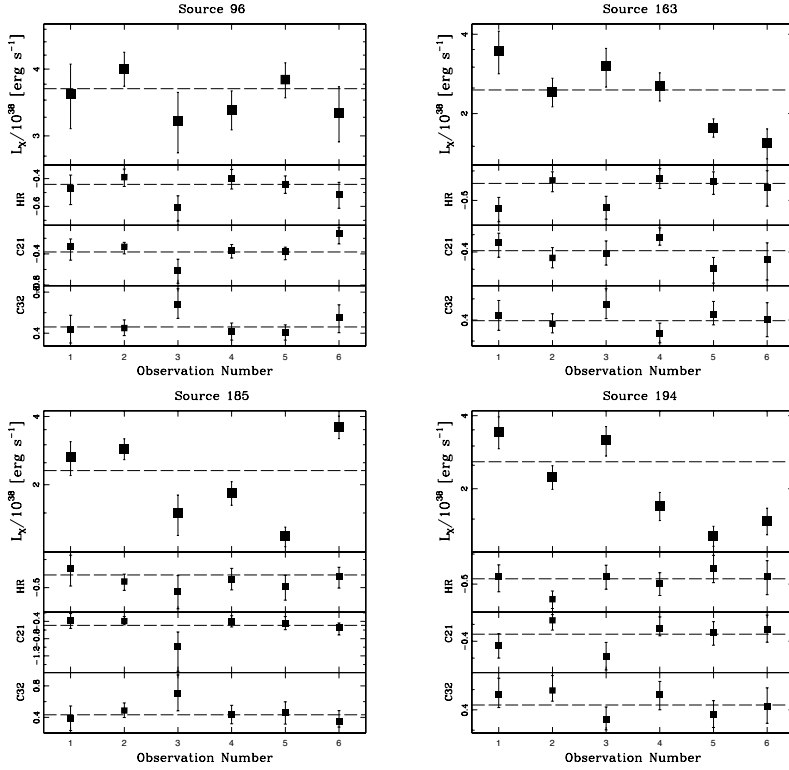 Source 96
4
3
L_X/10^38 [erg s^-1]
-0.4
-0.6
HR
-0.4
-0.6
C21
0.8
0.4
C32
1 2 3 4 5 6
Observation Number
Source 163
4
2
L_X/10^38 [erg s^-1]
-0.5
HR
-0.4
C21
0.4
C32
1 2 3 4 5 6
Observation Number
Source 185
4
2
L_X/10^38 [erg s^-1]
-0.5
HR
-0.4
-0.8
-1.2
C21
0.8
0.4
C32
1 2 3 4 5 6
Observation Number
Source 194
4
2
L_X/10^38 [erg s^-1]
-0.5
HR
-0.4
C21
0.4
C32
1 2 3 4 5 6
Observation Number